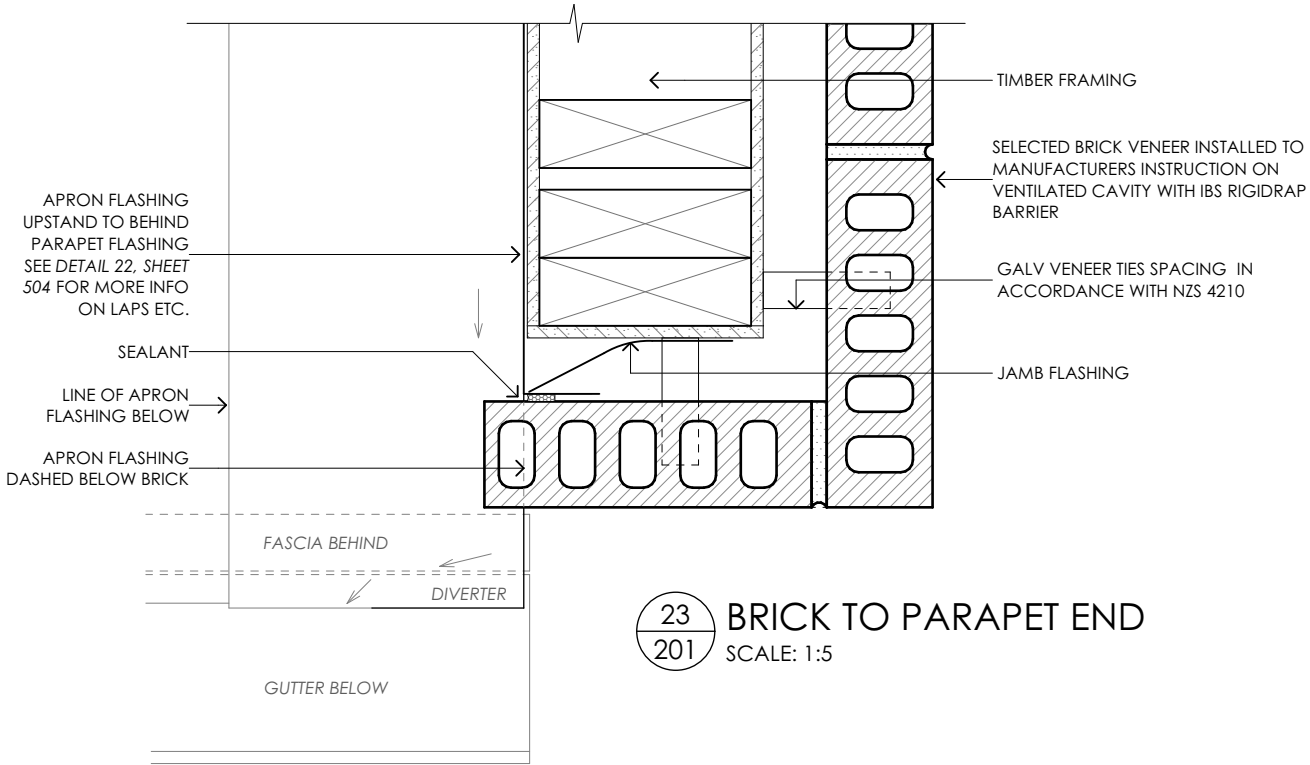 TIMBER FRAMING
SELECTED BRICK VENEER INSTALLED TO
MANUFACTURERS INSTRUCTION ON
VENTILATED CAVITY WITH IBS RIGIDRAP
BARRIER
APRON FLASHING
UPSTAND TO BEHIND
PARAPET FLASHING
SEE DETAIL 22, SHEET
504 FOR MORE INFO
ON LAPS ETC.
GALV VENEER TIES SPACING IN
ACCORDANCE WITH NZS 4210
SEALANT
JAMB FLASHING
LINE OF APRON
FLASHING BELOW
APRON FLASHING
DASHED BELOW BRICK
FASCIA BEHIND
DIVERTER
GUTTER BELOW
23
201
BRICK TO PARAPET END
SCALE: 1:5